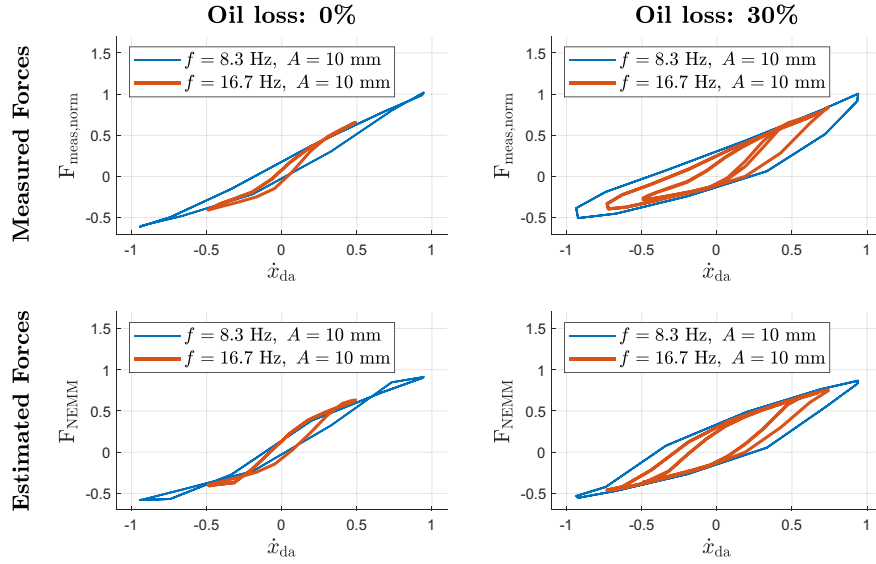 Oil loss: 0%
Oil loss: 30%
Measured Forces
F_meas,norm
1.5
1
0.5
0
-0.5
-1
-0.5
0
0.5
1
ẋ_da
f = 8.3 Hz, A = 10 mm
f = 16.7 Hz, A = 10 mm
F_meas,norm
1.5
1
0.5
0
-0.5
-1
-0.5
0
0.5
1
ẋ_da
f = 8.3 Hz, A = 10 mm
f = 16.7 Hz, A = 10 mm
Estimated Forces
F_NEMM
1.5
1
0.5
0
-0.5
-1
-0.5
0
0.5
1
ẋ_da
f = 8.3 Hz, A = 10 mm
f = 16.7 Hz, A = 10 mm
F_NEMM
1.5
1
0.5
0
-0.5
-1
-0.5
0
0.5
1
ẋ_da
f = 8.3 Hz, A = 10 mm
f = 16.7 Hz, A = 10 mm